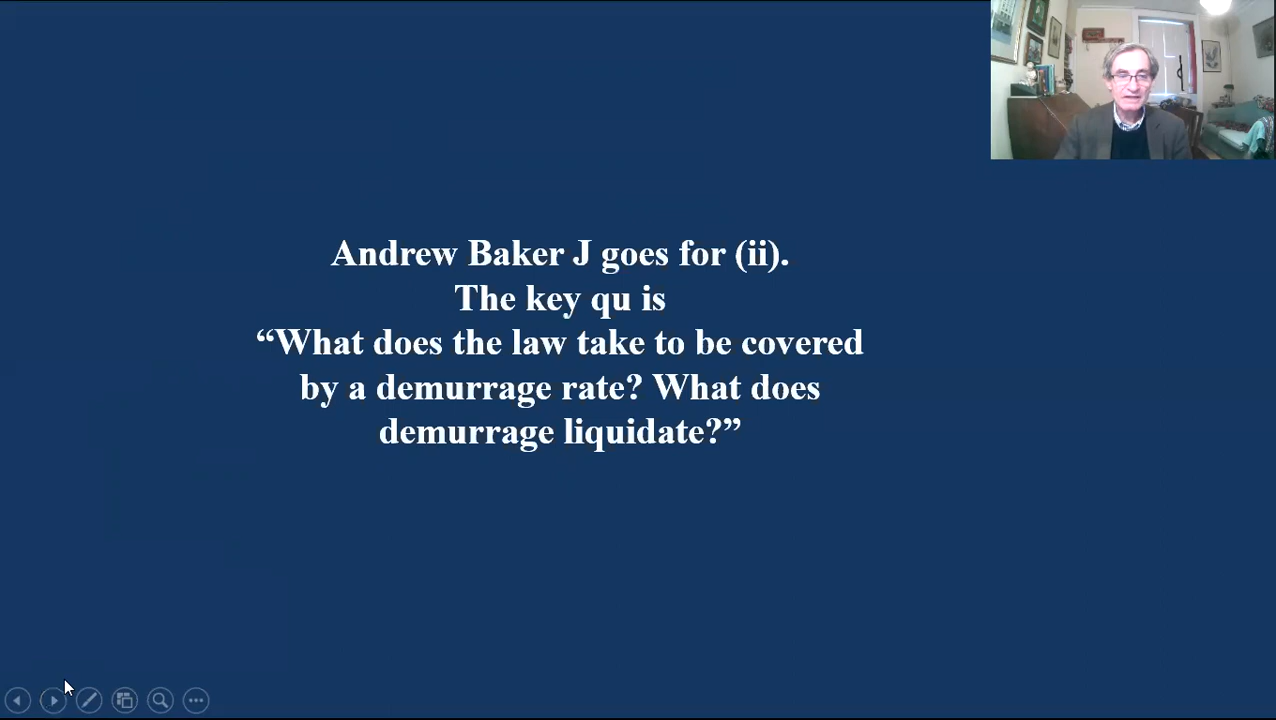 Andrew Baker J goes for (ii).
The key qu is
“What does the law take to be covered
by a demurrage rate? What does
demurrage liquidate?”